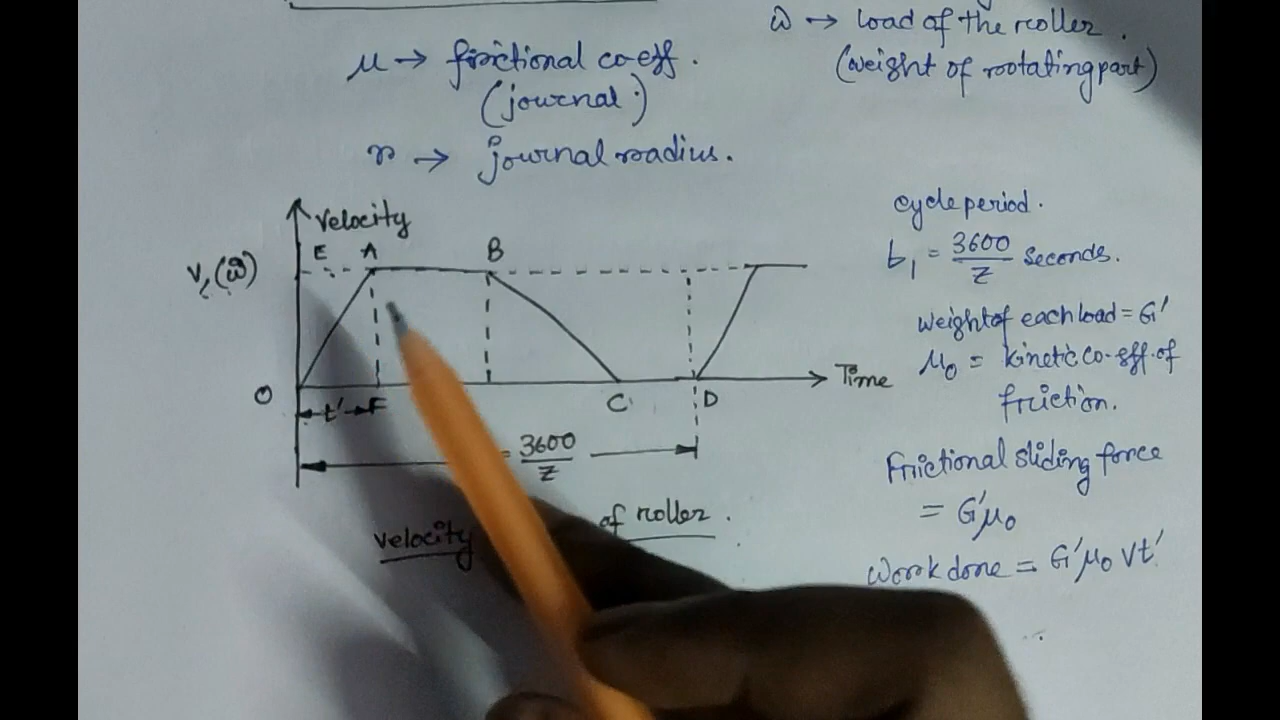 ω → load of the roller.
(weight of rotating part)
μ → frictional co-eff.
(journal.)
r → journal radius.
Velocity
E A B
V, (ω)
O t' F C D Time
= 3600/z
velocity of roller.
cycle period.
t₁ = 3600/z seconds.
weight of each load = G'
μ₀ = kinetic co-eff. of
friction.
Frictional sliding force
= G'μ₀
Work done = G'μ₀ Vt'